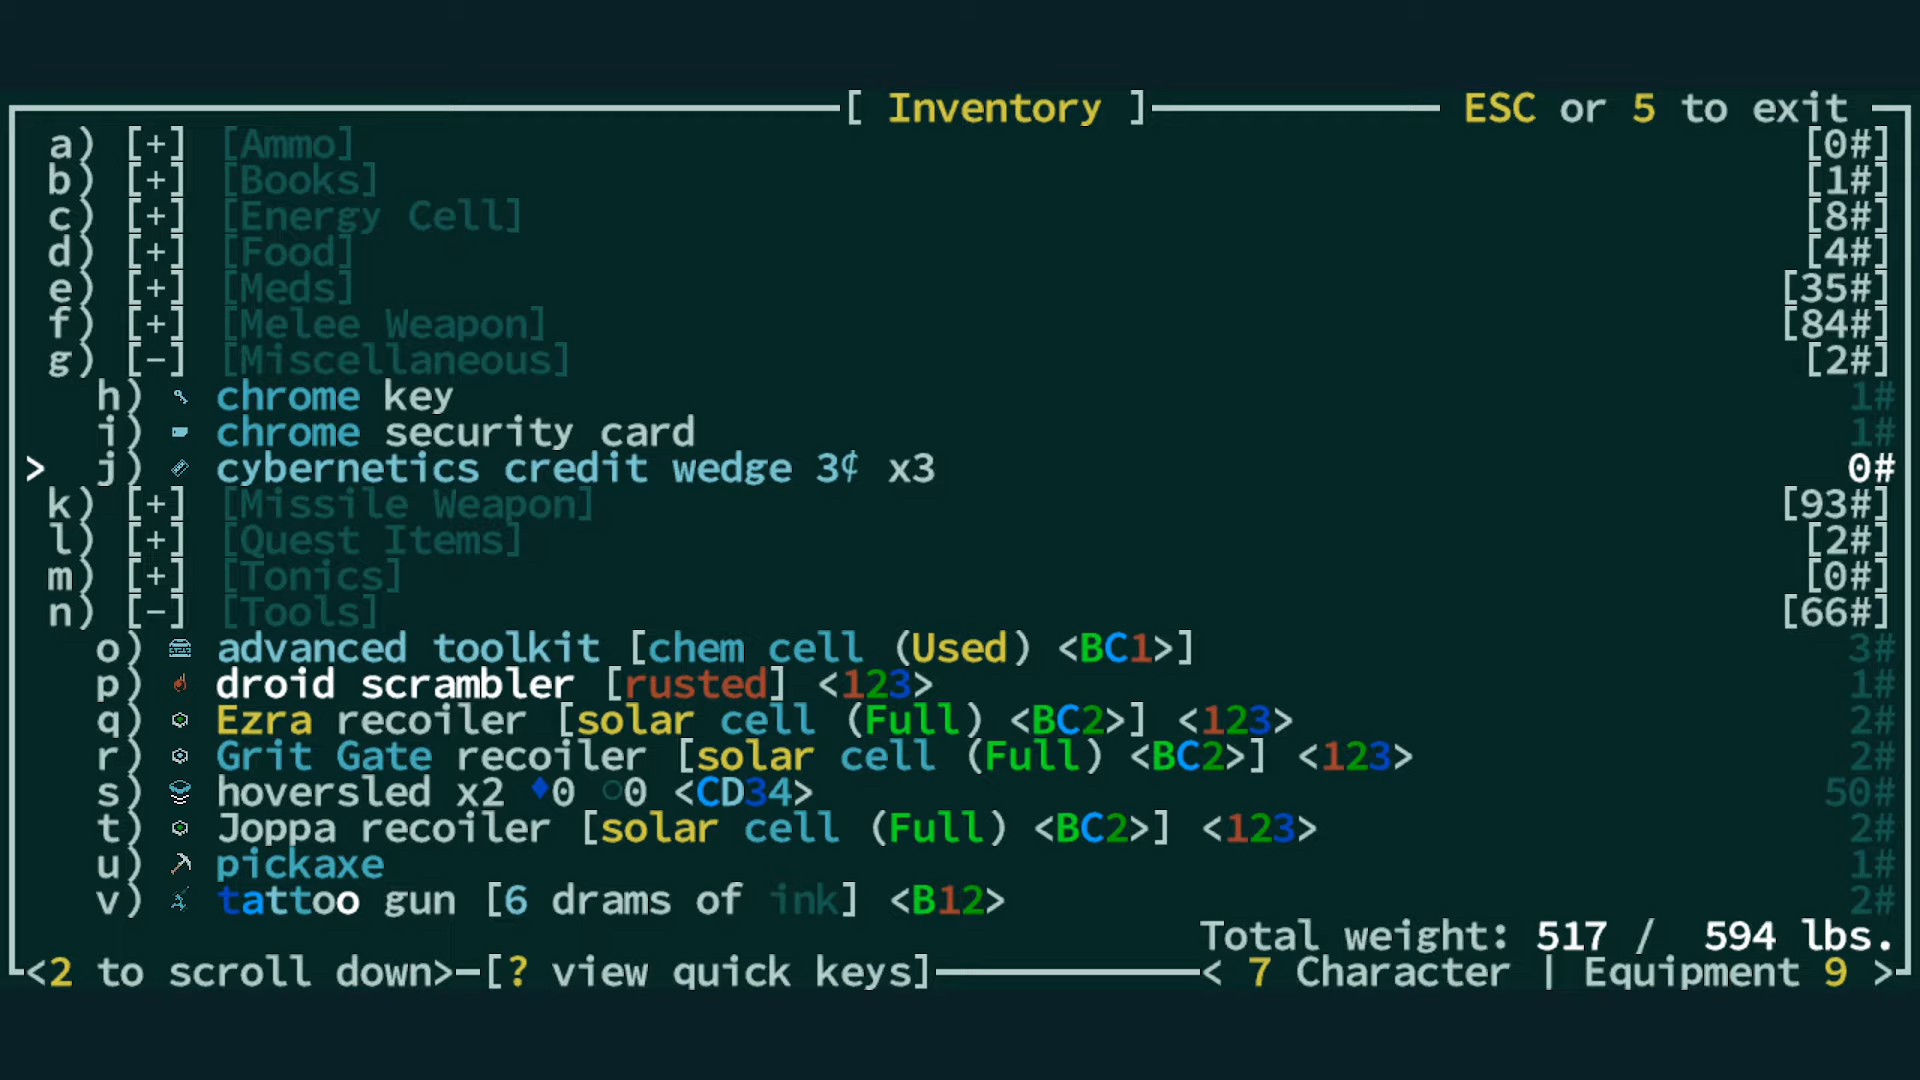 [ Inventory ] ESC or 5 to exit
a) [+] [Ammo] [0#]
b) [+] [Books] [1#]
c) [+] [Energy Cell] [8#]
d) [+] [Food] [4#]
e) [+] [Meds] [35#]
f) [+] [Melee Weapon] [84#]
g) [-] [Miscellaneous] [2#]
h) chrome key 1#
i) chrome security card 1#
> j) cybernetics credit wedge 3¢ x3 0#
k) [+] [Missile Weapon] [93#]
l) [+] [Quest Items] [2#]
m) [+] [Tonics] [0#]
n) [-] [Tools] [66#]
o) advanced toolkit [chem cell (Used) <BC1>] 3#
p) droid scrambler [rusted] <123> 1#
q) Ezra recoiler [solar cell (Full) <BC2>] <123> 2#
r) Grit Gate recoiler [solar cell (Full) <BC2>] <123> 2#
s) hoversled x2 ♦0 ○0 <CD34> 50#
t) Joppa recoiler [solar cell (Full) <BC2>] <123> 2#
u) pickaxe 1#
v) tattoo gun [6 drams of ink] <B12> 2#
Total weight: 517 / 594 lbs.
<2 to scroll down> [? view quick keys] < 7 Character | Equipment 9 >